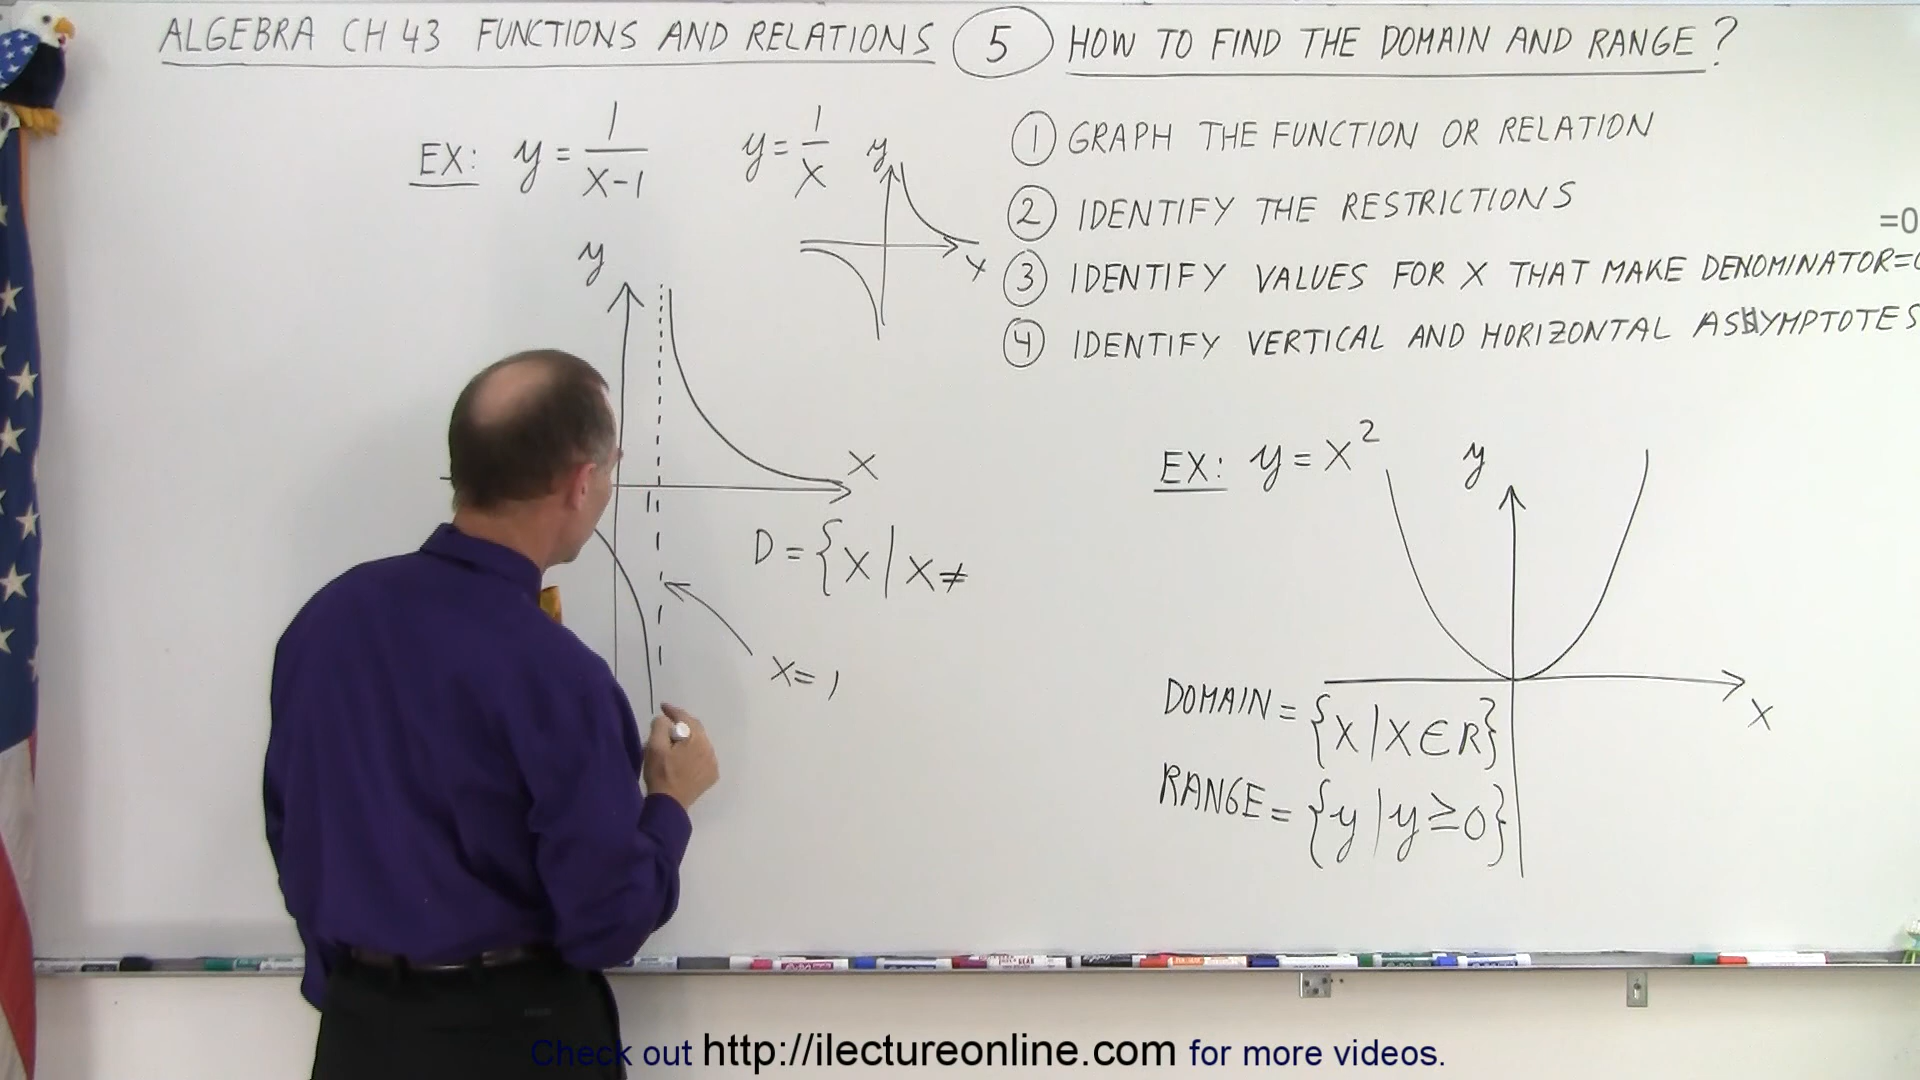 ALGEBRA CH 43 FUNCTIONS AND RELATIONS 5 HOW TO FIND THE DOMAIN AND RANGE?
EX: y = 1/(x-1)
y = 1/x
y
x
y
x
1
D = {x | x ≠
x = 1
① GRAPH THE FUNCTION OR RELATION
② IDENTIFY THE RESTRICTIONS
=0
③ IDENTIFY VALUES FOR X THAT MAKE DENOMINATOR=0
④ IDENTIFY VERTICAL AND HORIZONTAL ASYMPTOTES
EX: y = x²
y
x
DOMAIN = {x | x ∈ R}
RANGE = {y | y ≥ 0}
Check out http://ilectureonline.com for more videos.